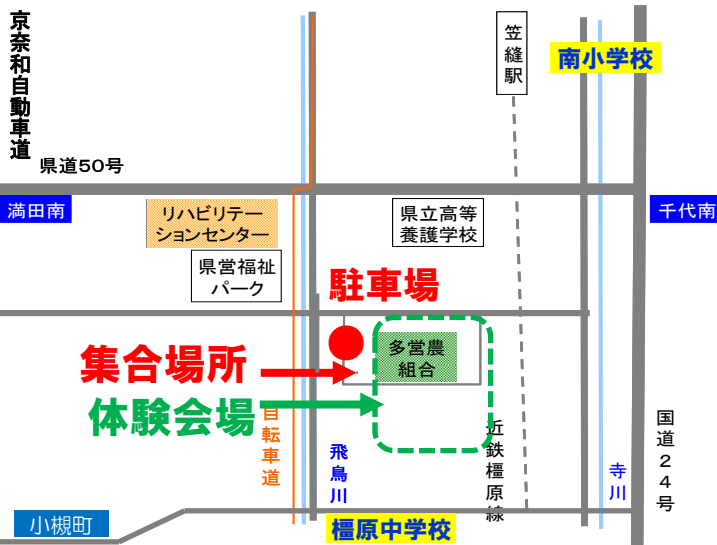 京奈和自動車道
笠縫駅
南小学校
県道50号
満田南
リハビリテー
ションセンター
県立高等
養護学校
千代南
県営福祉
パーク
駐車場
多営農
組合
集合場所
体験会場
自転車道
飛鳥川
近鉄橿原線
寺川
国道24号
小槻町
橿原中学校